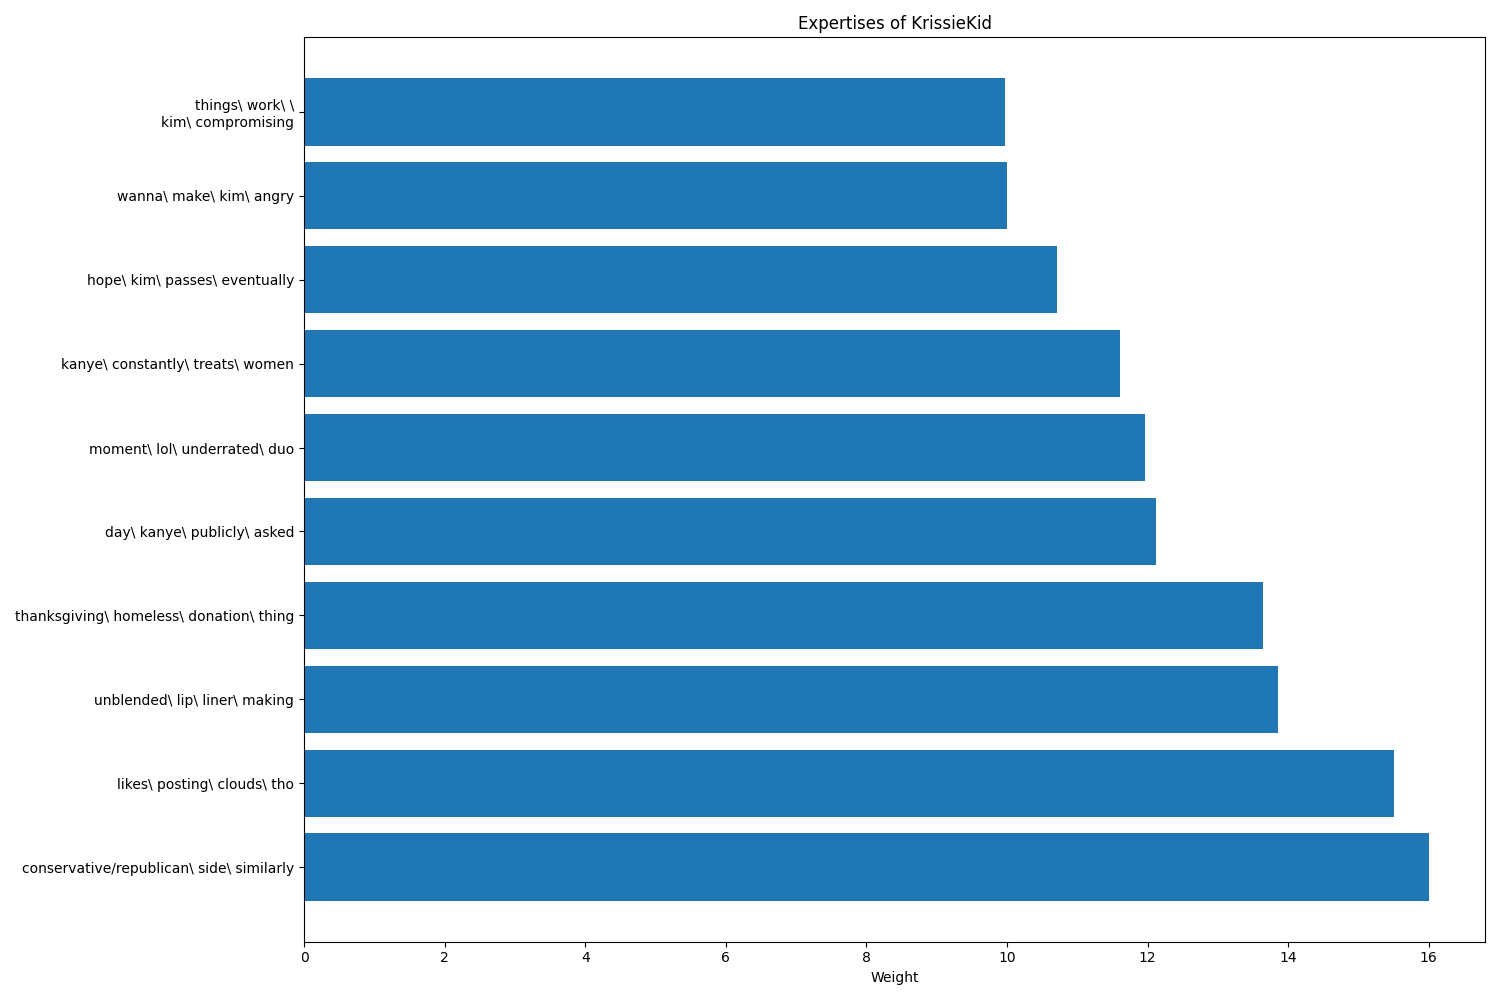 Expertises of KrissieKid
things\ work\ \
kim\ compromising
wanna\ make\ kim\ angry
hope\ kim\ passes\ eventually
kanye\ constantly\ treats\ women
moment\ lol\ underrated\ duo
day\ kanye\ publicly\ asked
thanksgiving\ homeless\ donation\ thing
unblended\ lip\ liner\ making
likes\ posting\ clouds\ tho
conservative/republican\ side\ similarly
0 2 4 6 8 10 12 14 16
Weight